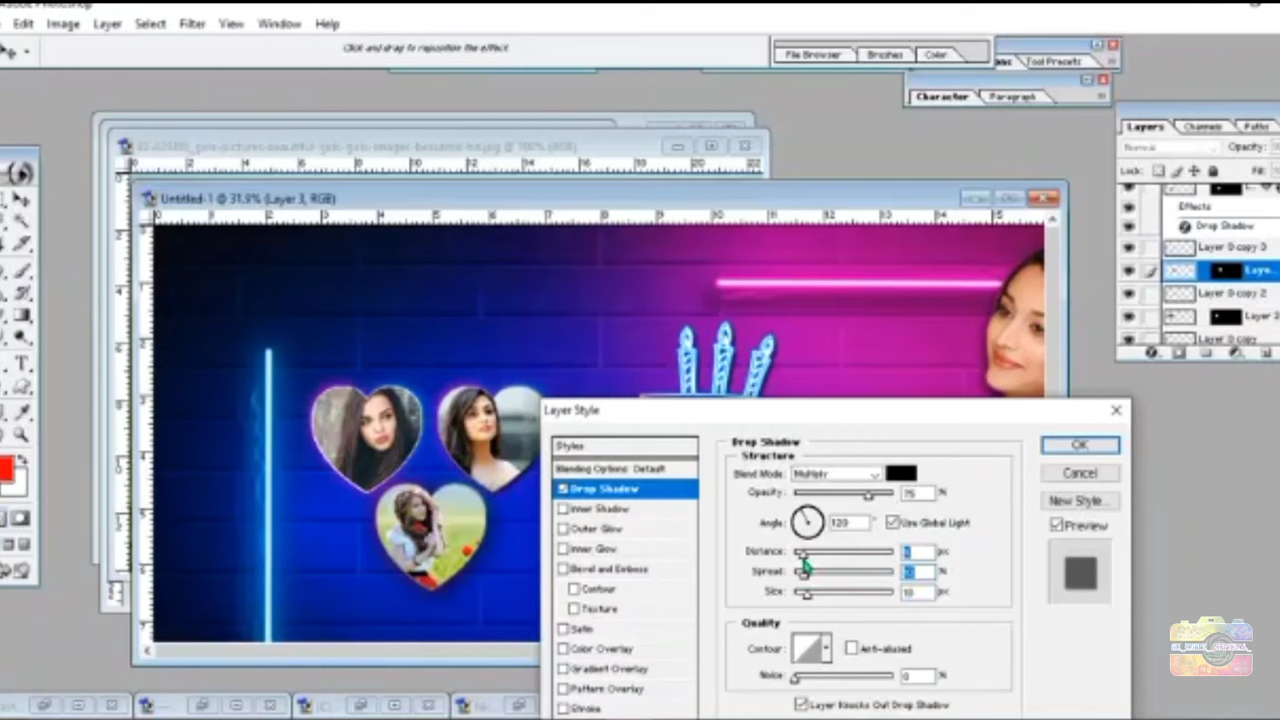 Edit Image Layer Select Filter View Window Help
Click and drag to reposition the effect.
File Browser Brushes Color
Tool Presets
Character Paragraph
Layers Channels Paths
Normal Opacity:
Lock: Fill:
Untitled-1 @ 31.9% (Layer 3, RGB)
Effects
Drop Shadow
Layer 0 copy 3
Laye...
Layer 0 copy 2
Layer 2
Layer 0 copy
Layer Style
Styles
Blending Options: Default
Drop Shadow
Inner Shadow
Outer Glow
Inner Glow
Bevel and Emboss
Contour
Texture
Satin
Color Overlay
Gradient Overlay
Pattern Overlay
Stroke
Drop Shadow
Structure
Blend Mode: Multiply
Opacity: 75 %
Angle: 120 ° Use Global Light
Distance: px
Spread: %
Size: 18 px
Quality
Contour: Anti-aliased
Noise: 0 %
Layer Knocks Out Drop Shadow
OK
Cancel
New Style...
Preview